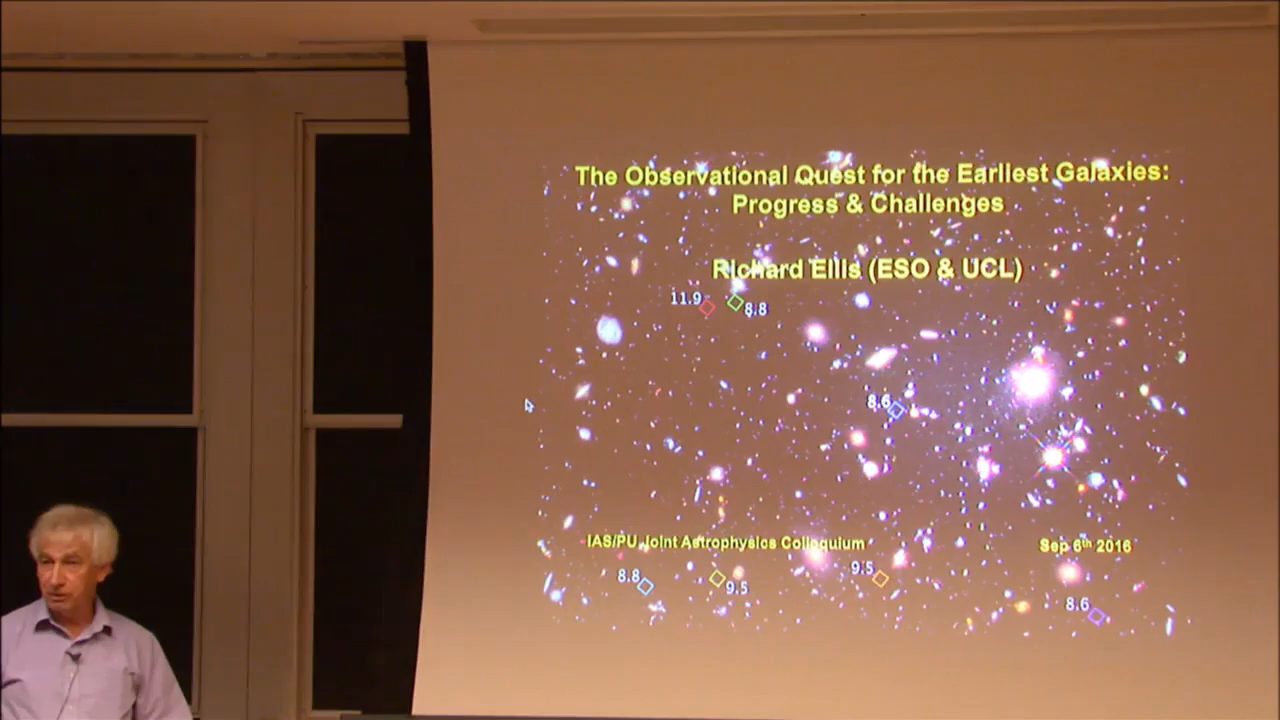 The Observational Quest for the Earliest Galaxies:
Progress & Challenges
Richard Ellis (ESO & UCL)
11.9
8.8
8.6
IAS/PU Joint Astrophysics Colloquium
Sep 6th 2016
8.8
9.5
9.5
8.6